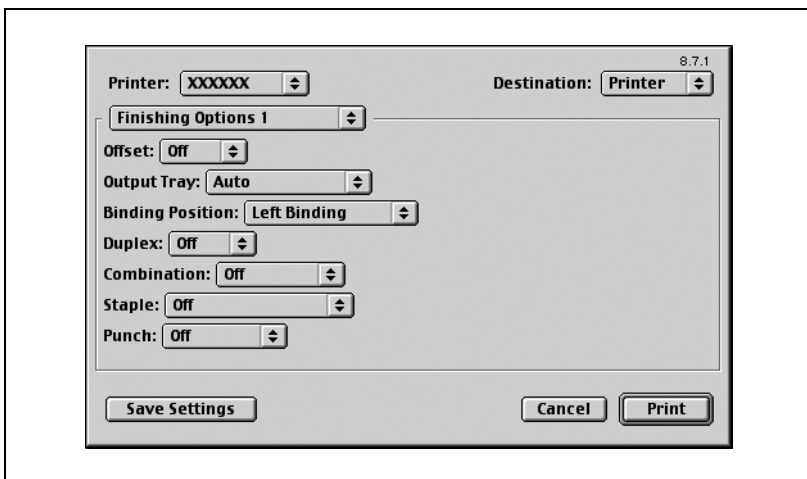 8.7.1
Printer: XXXXXX Destination: Printer
Finishing Options 1
Offset: Off
Output Tray: Auto
Binding Position: Left Binding
Duplex: Off
Combination: Off
Staple: Off
Punch: Off
Save Settings Cancel Print